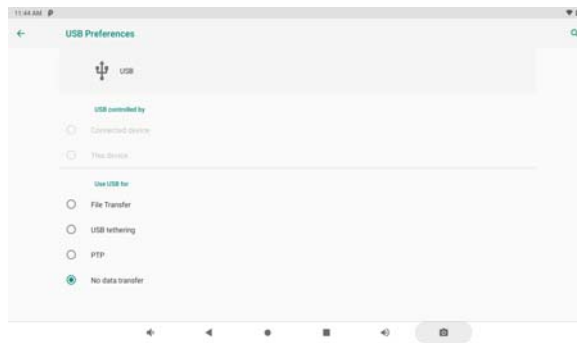 11:44 AM P
USB Preferences
USB
USB controlled by
Connected device
This device
Use USB for
File Transfer
USB tethering
PTP
No data transfer